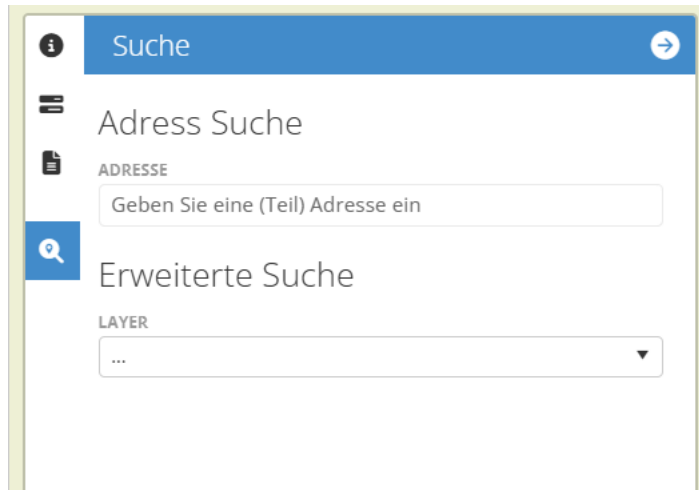 Suche
Adress Suche
ADRESSE
Geben Sie eine (Teil) Adresse ein
Erweiterte Suche
LAYER
...